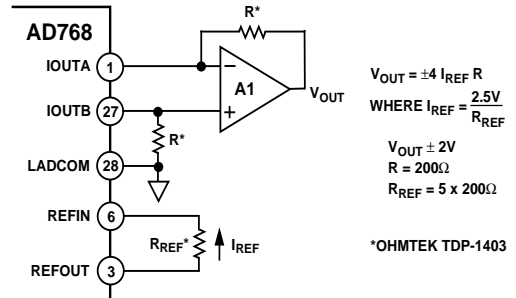 AD768
IOUTA 1
IOUTB 27
LADCOM 28
REFIN 6
REFOUT 3
R*
−
A1
+
VOUT
R*
RREF*
IREF
VOUT = ±4 IREF R
WHERE IREF = 2.5V / RREF
VOUT ± 2V
R = 200Ω
RREF = 5 x 200Ω
*OHMTEK TDP-1403